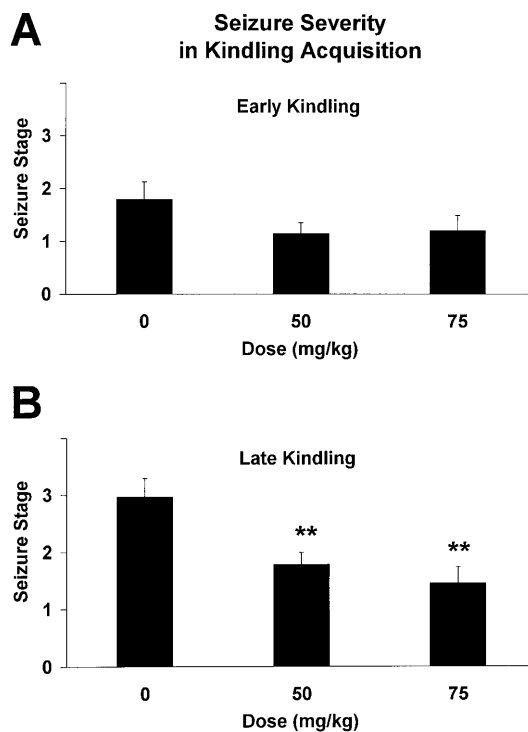 A
Seizure Severity
in Kindling Acquisition
Early Kindling
Seizure Stage
3
2
1
0
0 50 75
Dose (mg/kg)
B
Late Kindling
Seizure Stage
3
2
1
0
** **
0 50 75
Dose (mg/kg)